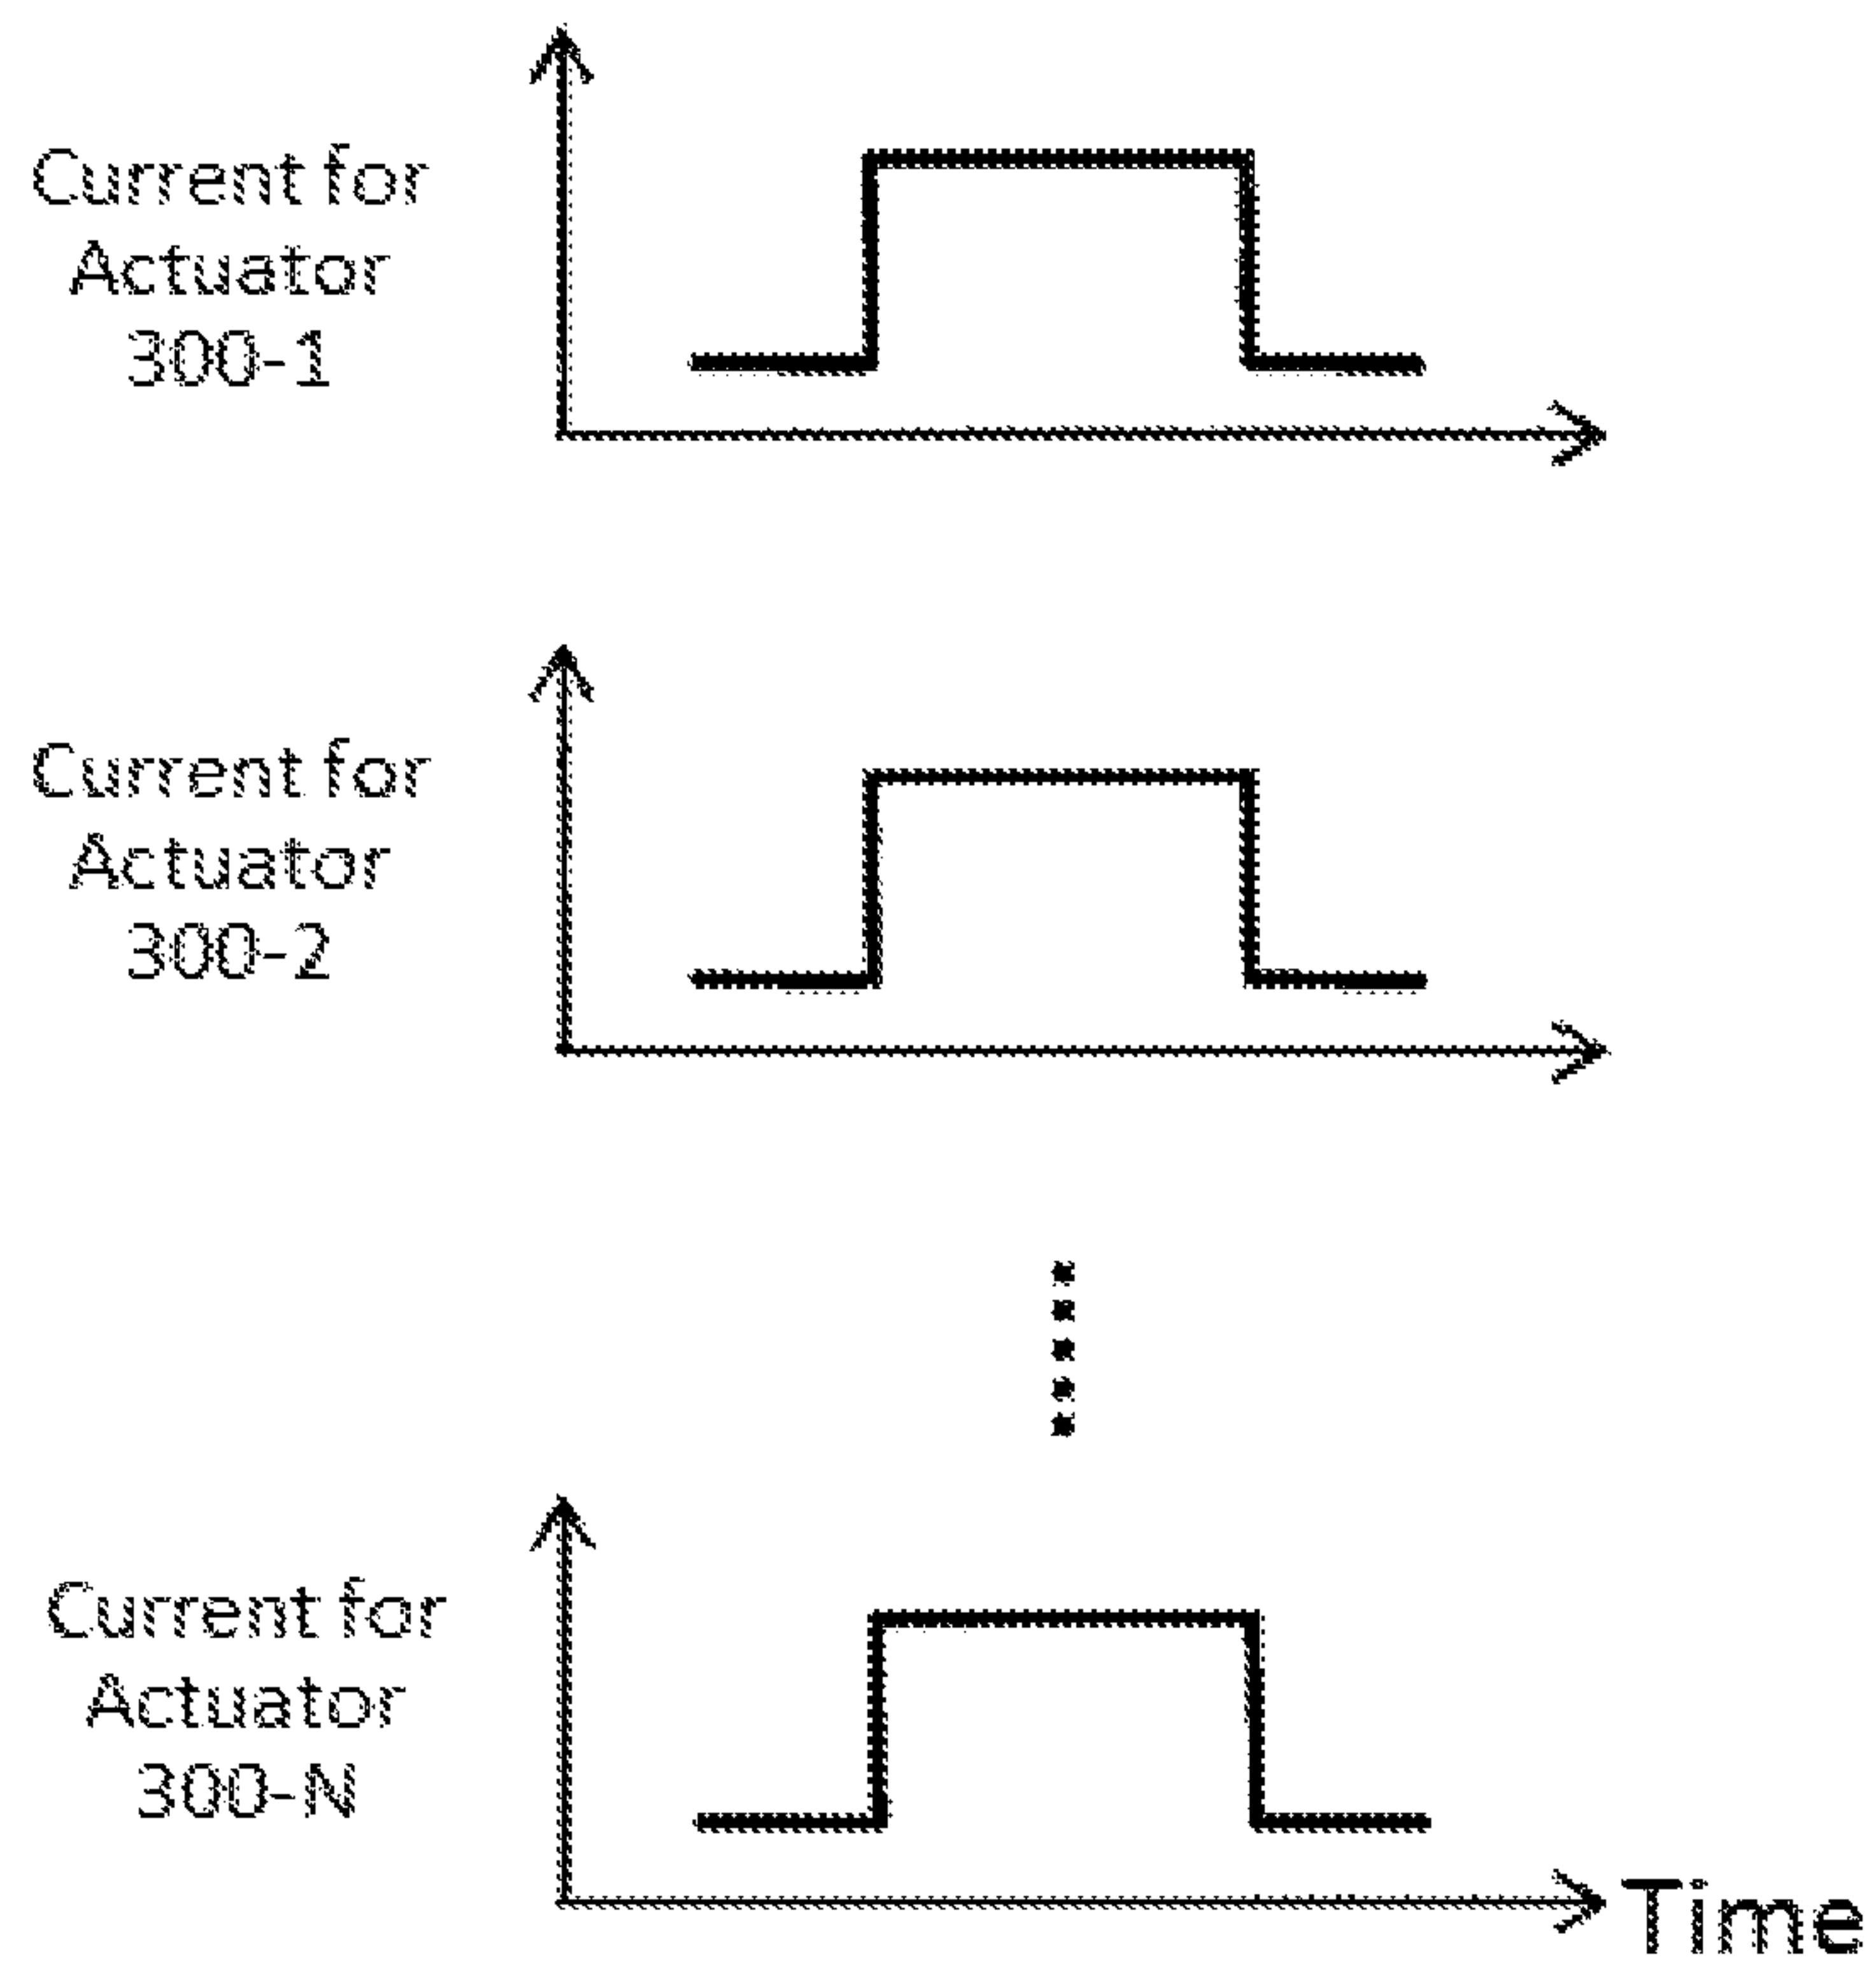 Current for
Actuator
300-1
Current for
Actuator
300-2
Current for
Actuator
300-N
Time